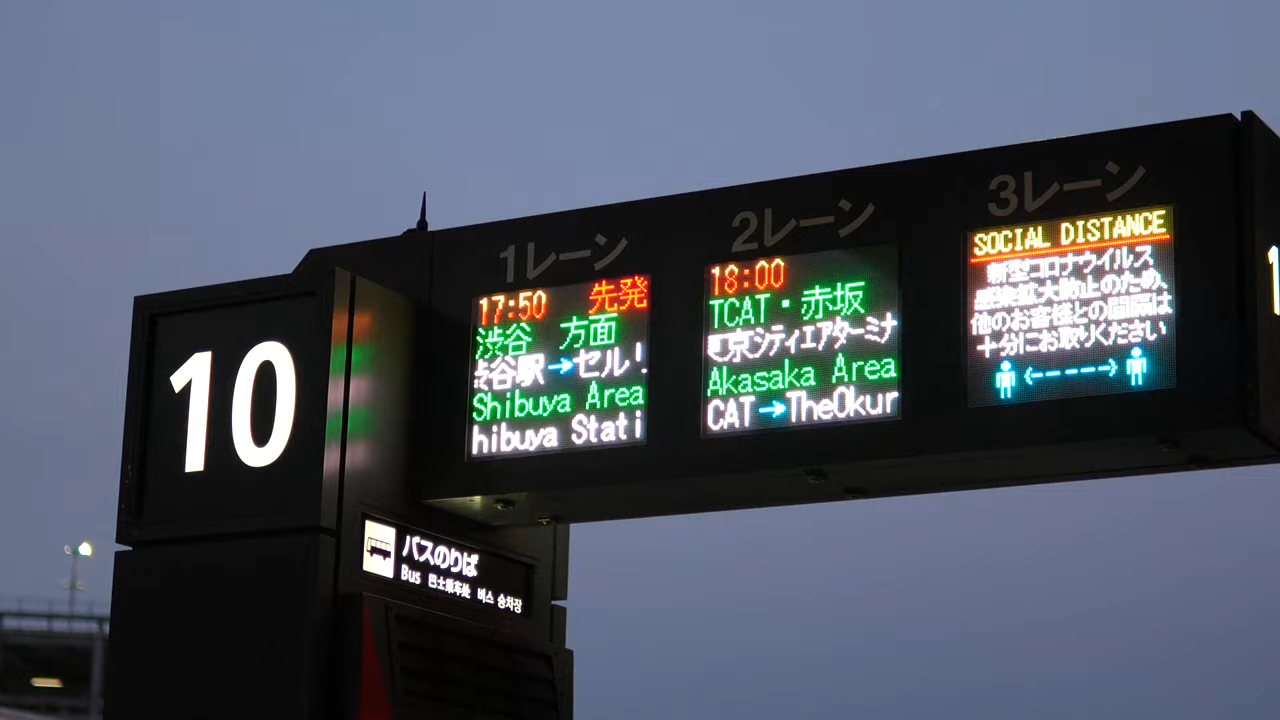 10
1レーン
17:50 先発
渋谷 方面
渋谷駅→セル
Shibuya Area
hibuya Stati
2レーン
18:00
TCAT・赤坂
東京シティエアターミナ
Akasaka Area
CAT→TheOkur
3レーン
SOCIAL DISTANCE
新型コロナウイルス
感染拡大防止のため、
他のお客様との間隔は
十分にお取りください
バスのりば
Bus 巴士乘车处 버스 승차장